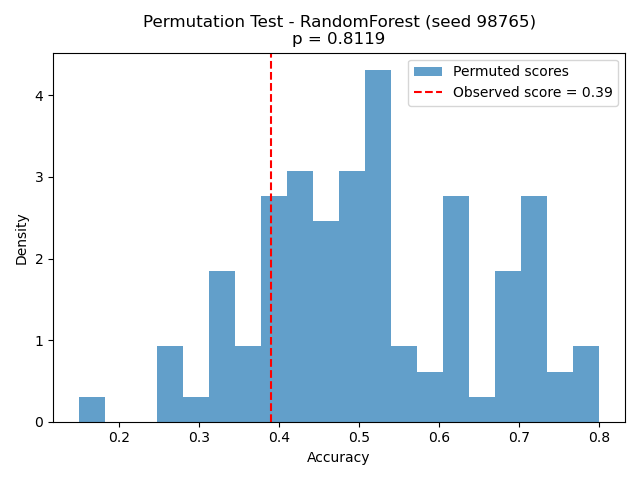 Permutation Test - RandomForest (seed 98765)
p = 0.8119
Permuted scores
Observed score = 0.39
Density
4
3
2
1
0
0.2 0.3 0.4 0.5 0.6 0.7 0.8
Accuracy